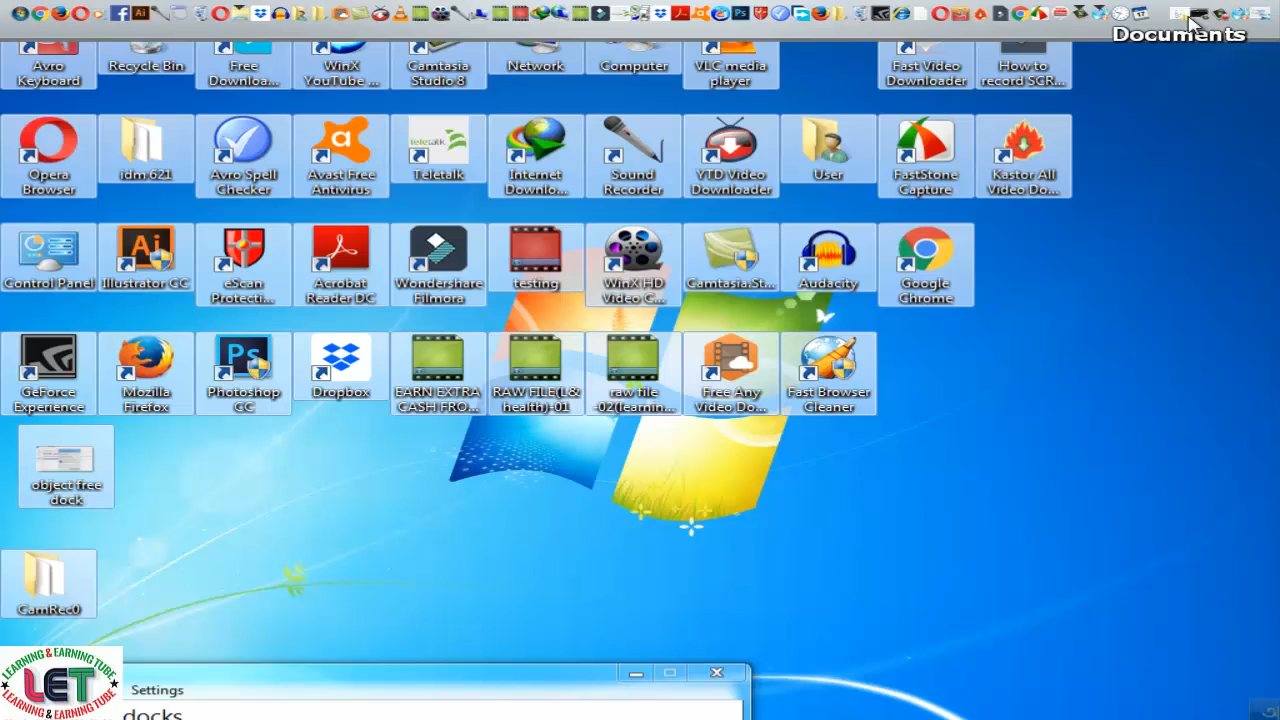 Documents
Avro Keyboard
Recycle Bin
Free Downloa...
WinX YouTube ...
Camtasia Studio 8
Network
Computer
VLC media player
Fast Video Downloader
How to record SCR...
Opera Browser
idm 621
Avro Spell Checker
Avast Free Antivirus
Teletalk
Internet Downlo...
Sound Recorder
YTD Video Downloader
User
FastStone Capture
Kastor All Video Do...
Control Panel
Illustrator CC
eScan Protecti...
Acrobat Reader DC
Wondershare Filmora
testing
WinX HD Video C...
Camtasia.St...
Audacity
Google Chrome
GeForce Experience
Mozilla Firefox
Photoshop CC
Dropbox
EARN EXTRA CASH FRO...
RAW FILE(L& health)-01
raw file -02(learnin...
Free Any Video Do...
Fast Browser Cleaner
object free dock
CamRec0
LEARNING & EARNING TUBE
LET
LEARNING & EARNING TUBE
Settings
docks